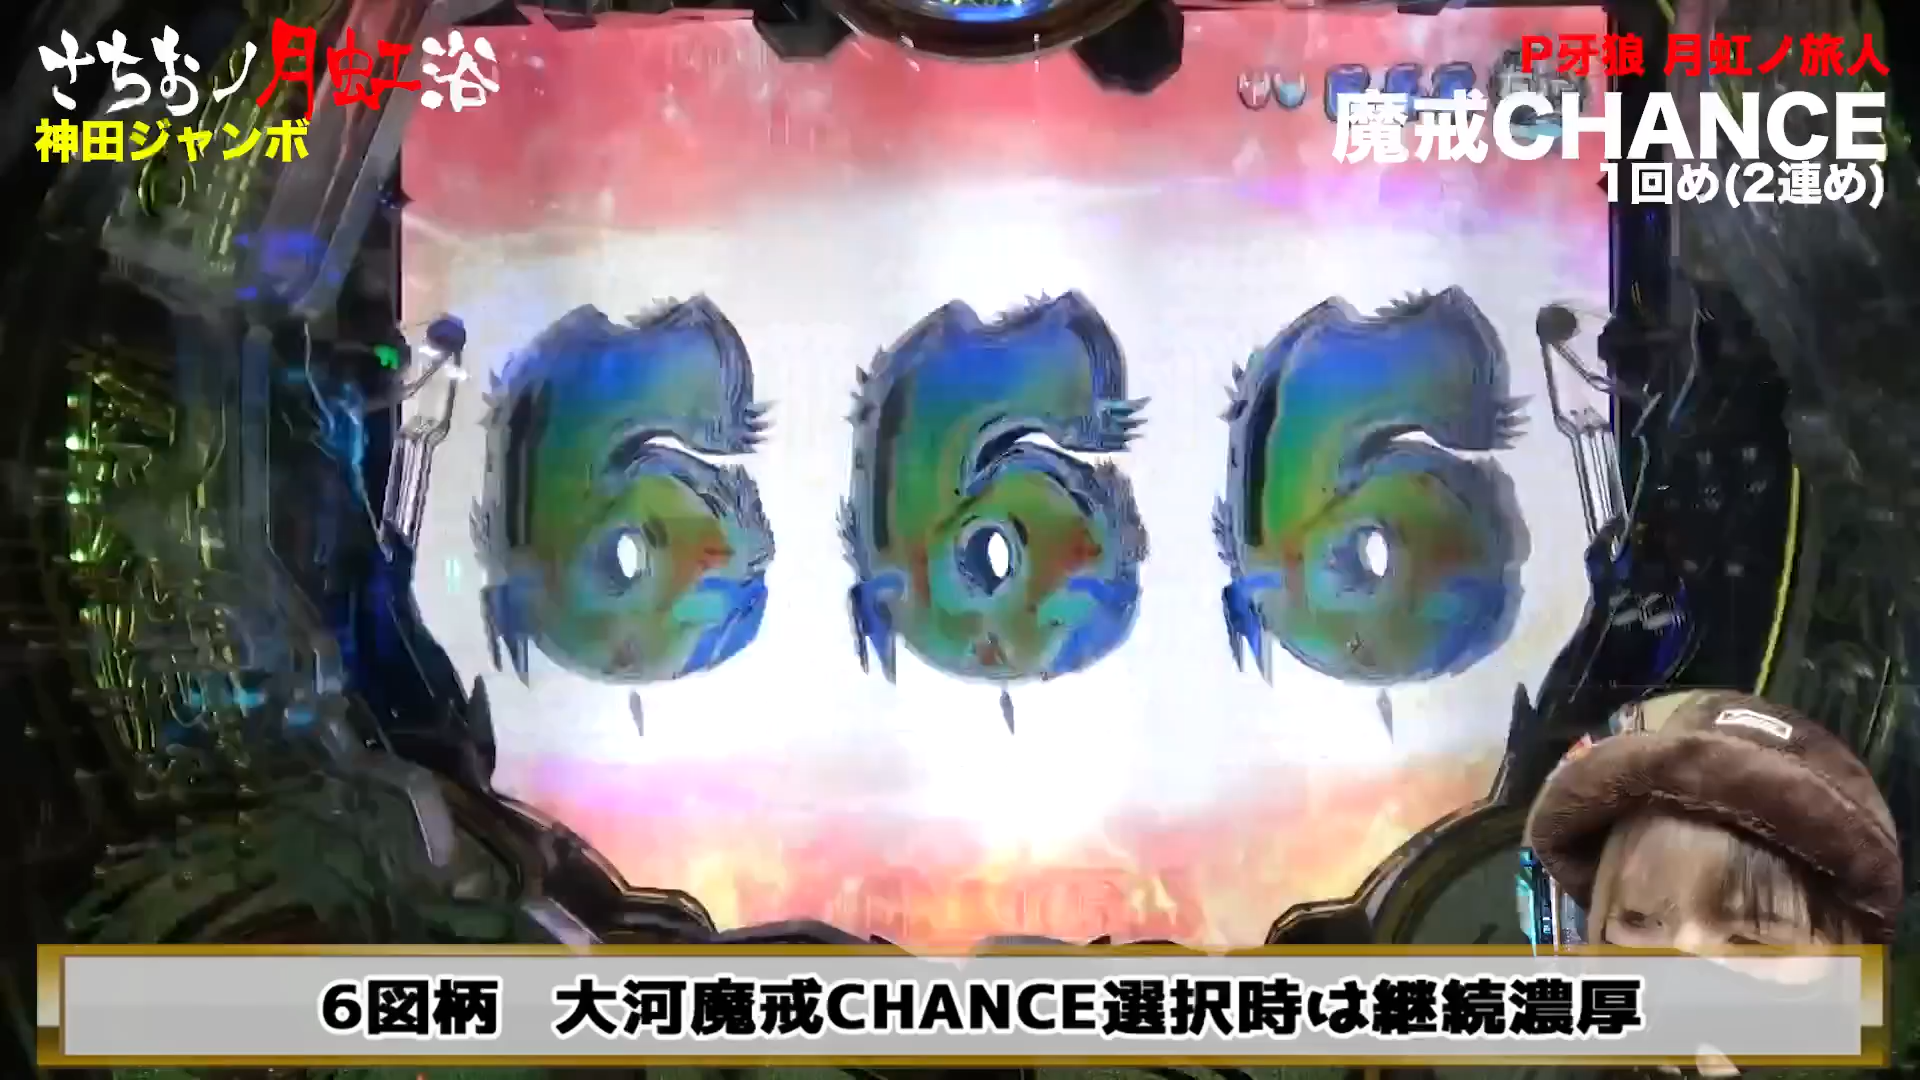 さちおノ月虹浴
神田ジャンボ
P牙狼 月虹ノ旅人
魔戒CHANCE
1回め(2連め)
666
6図柄 大河魔戒CHANCE選択時は継続濃厚